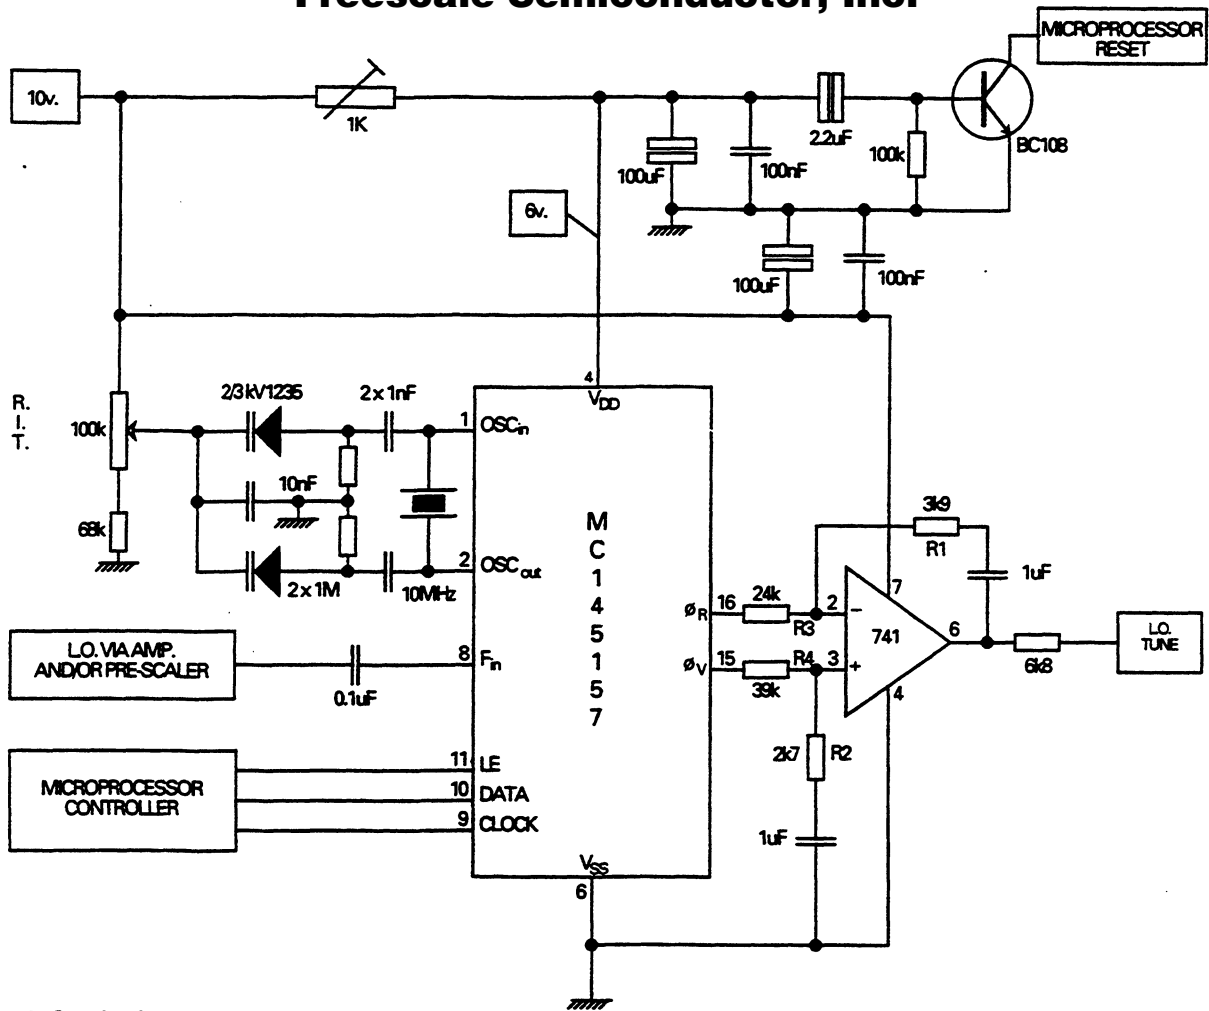 Freescale Semiconductor, Inc.
MICROPROCESSOR
RESET
10v.
1K
2.2uF
100k
BC108
100uF
100nF
6v.
100uF
100nF
R.
I.
T.
100k
68k
2/3 kV1235
2 x 1nF
10nF
2 x 1M
10MHz
1
OSCin
2
OSCout
4
VDD
M
C
1
4
5
1
5
7
3k9
R1
1uF
ØR
16
24k
R3
2
−
7
741
6
6k8
L.O.
TUNE
ØV
15
39k
R4
3
+
4
L.O. VIA AMP.
AND/OR PRE-SCALER
0.1uF
8
Fin
2k7
R2
1uF
MICROPROCESSOR
CONTROLLER
11
LE
10
DATA
9
CLOCK
VSS
6